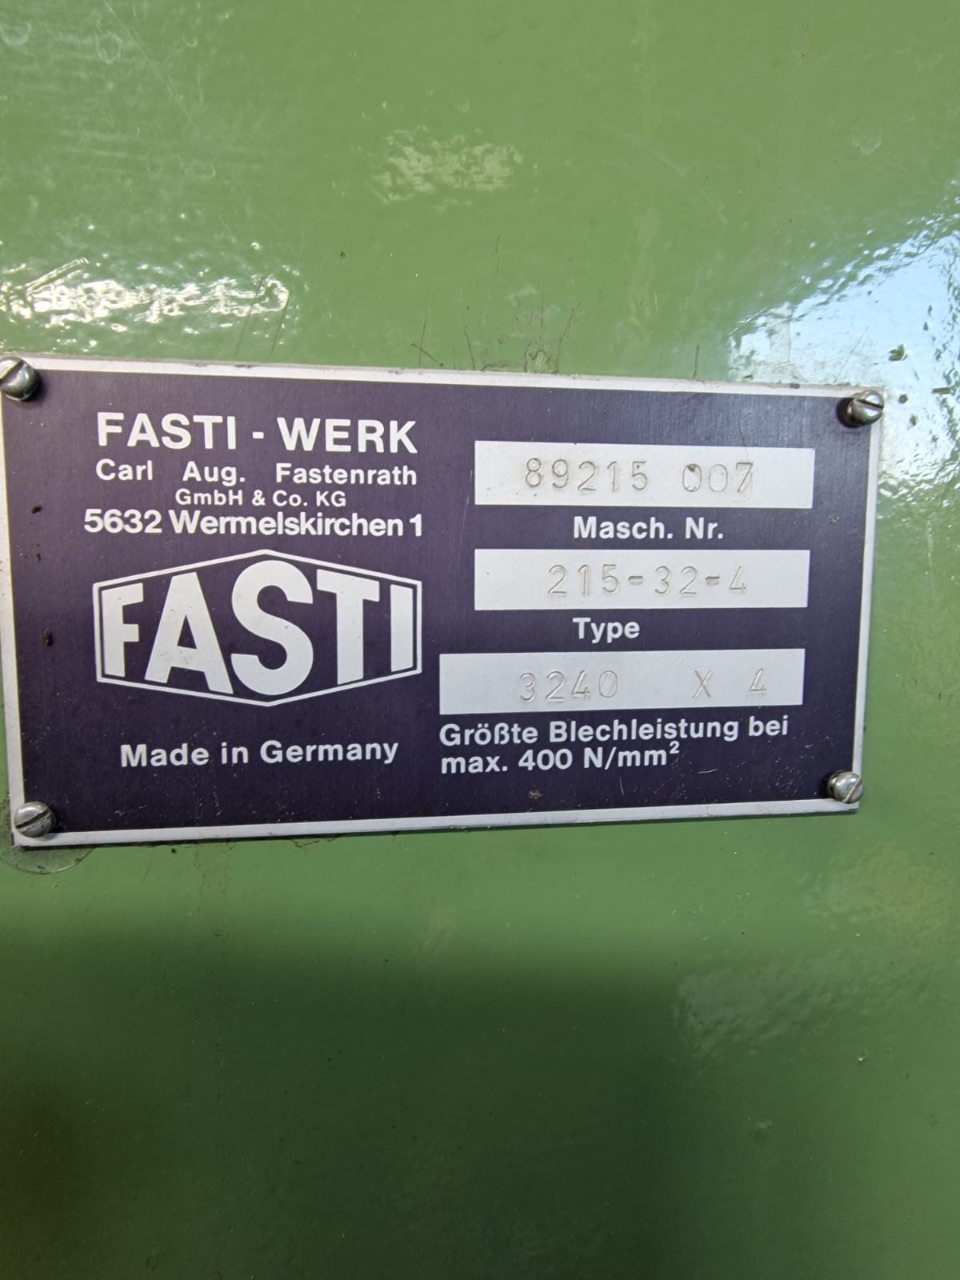 FASTI - WERK
Carl Aug. Fastenrath
GmbH & Co. KG
5632 Wermelskirchen 1
FASTI
Made in Germany
89215 007
Masch. Nr.
215-32-4
Type
3240 X 4
Größte Blechleistung bei
max. 400 N/mm²